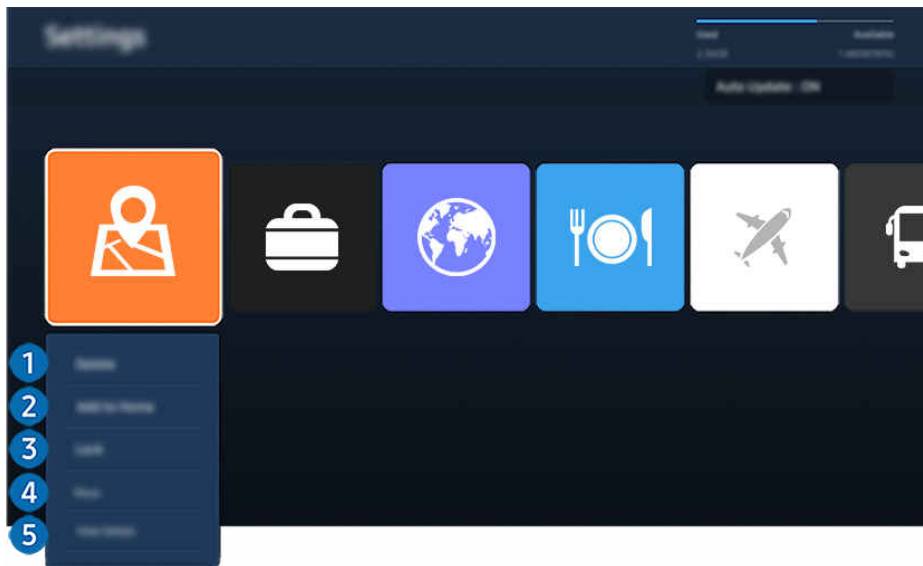 Settings
Used Available
Auto Update : ON
1 Delete
2 Add to Home
3 Lock
4 Move
5 View Details